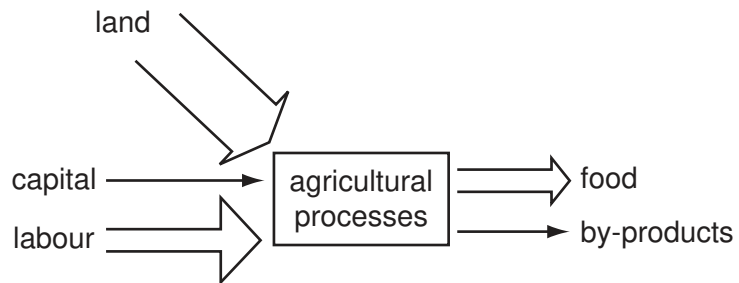 land
capital
labour
agricultural
processes
food
by-products